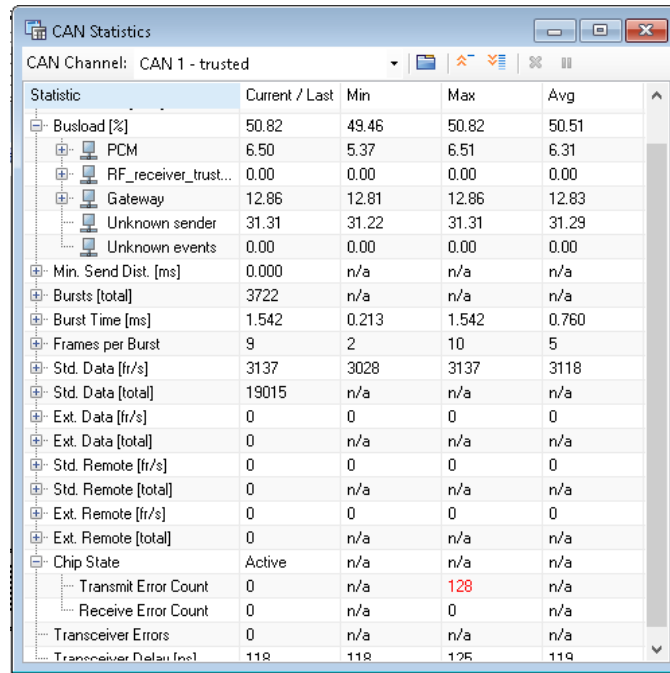 CAN Statistics
CAN Channel: CAN 1 - trusted
Statistic Current / Last Min Max Avg
Busload [%] 50.82 49.46 50.82 50.51
PCM 6.50 5.37 6.51 6.31
RF_receiver_trust... 0.00 0.00 0.00 0.00
Gateway 12.86 12.81 12.86 12.83
Unknown sender 31.31 31.22 31.31 31.29
Unknown events 0.00 0.00 0.00 0.00
Min. Send Dist. [ms] 0.000 n/a n/a n/a
Bursts [total] 3722 n/a n/a n/a
Burst Time [ms] 1.542 0.213 1.542 0.760
Frames per Burst 9 2 10 5
Std. Data [fr/s] 3137 3028 3137 3118
Std. Data [total] 19015 n/a n/a n/a
Ext. Data [fr/s] 0 0 0 0
Ext. Data [total] 0 n/a n/a n/a
Std. Remote [fr/s] 0 0 0 0
Std. Remote [total] 0 n/a n/a n/a
Ext. Remote [fr/s] 0 0 0 0
Ext. Remote [total] 0 n/a n/a n/a
Chip State Active n/a n/a n/a
Transmit Error Count 0 n/a 128 n/a
Receive Error Count 0 n/a 0 n/a
Transceiver Errors 0 n/a n/a n/a
Transceiver Delay [ns] 118 118 125 119